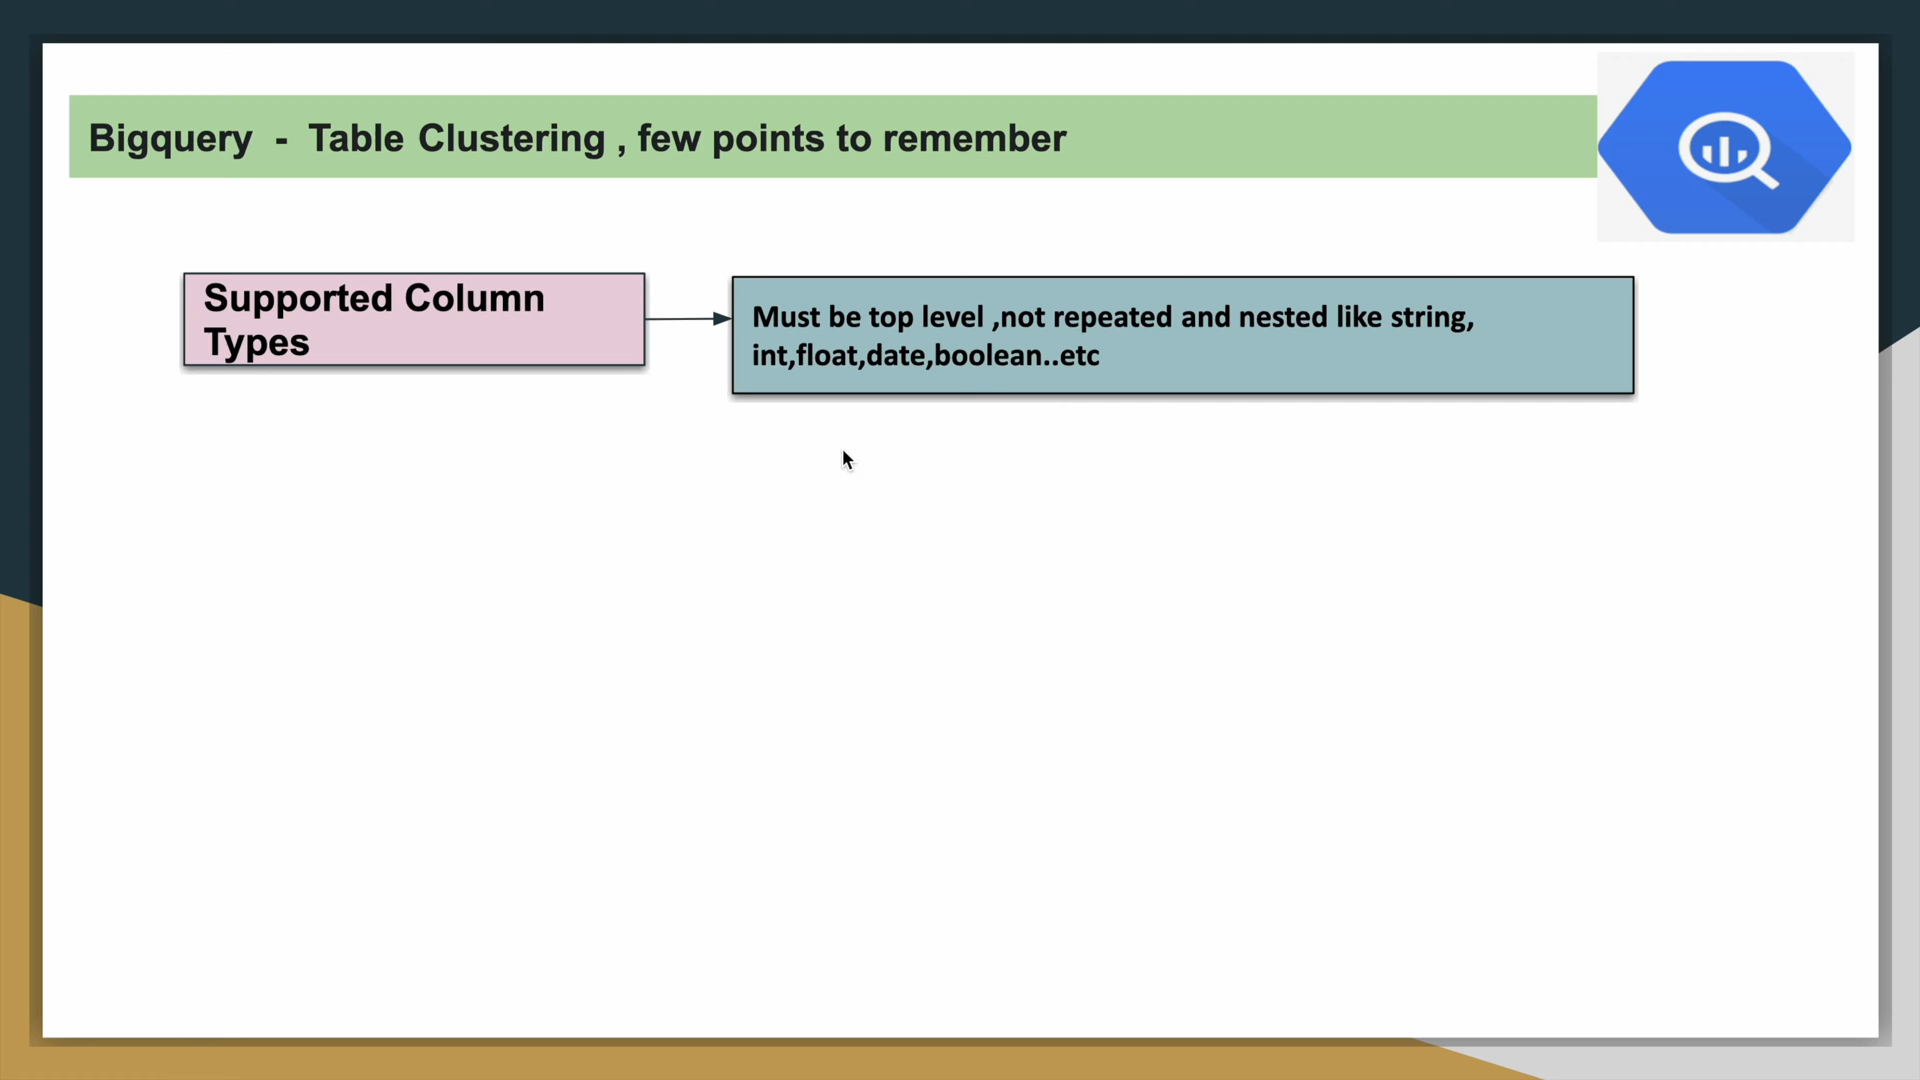 Bigquery - Table Clustering , few points to remember
Supported Column
Types
Must be top level ,not repeated and nested like string,
int,float,date,boolean..etc